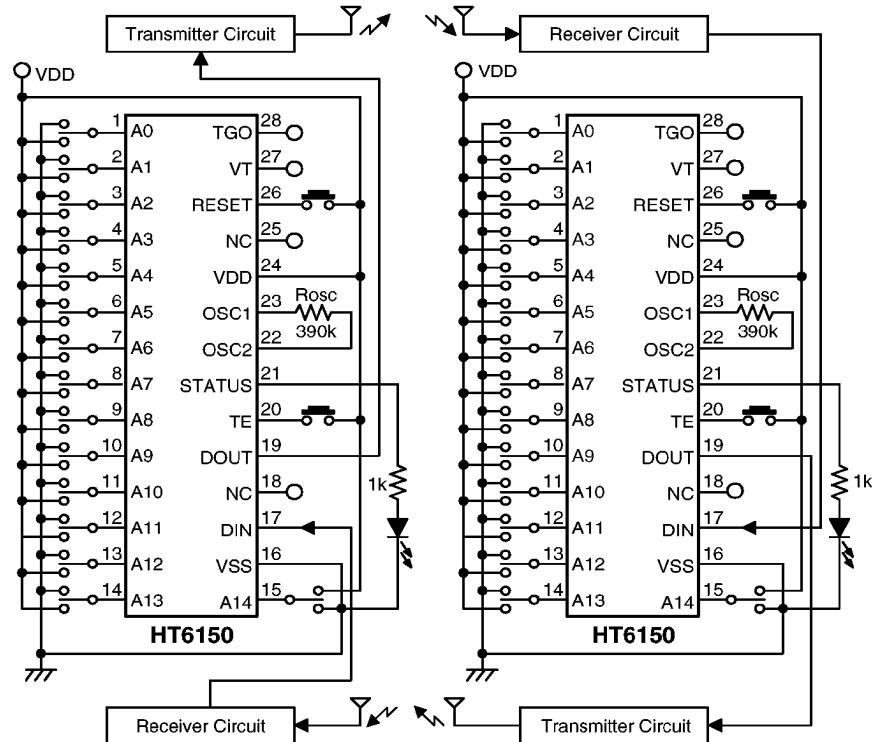 Transmitter Circuit
Receiver Circuit
VDD
1 A0 TGO 28
2 A1 VT 27
3 A2 RESET 26
4 A3 NC 25
5 A4 VDD 24
6 A5 OSC1 23 Rosc
390k
7 A6 OSC2 22
8 A7 STATUS 21
9 A8 TE 20
10 A9 DOUT 19
1k
11 A10 NC 18
12 A11 DIN 17
13 A12 VSS 16
14 A13 A14 15
HT6150
VDD
1 A0 TGO 28
2 A1 VT 27
3 A2 RESET 26
4 A3 NC 25
5 A4 VDD 24
6 A5 OSC1 23 Rosc
390k
7 A6 OSC2 22
8 A7 STATUS 21
9 A8 TE 20
10 A9 DOUT 19
1k
11 A10 NC 18
12 A11 DIN 17
13 A12 VSS 16
14 A13 A14 15
HT6150
Receiver Circuit
Transmitter Circuit